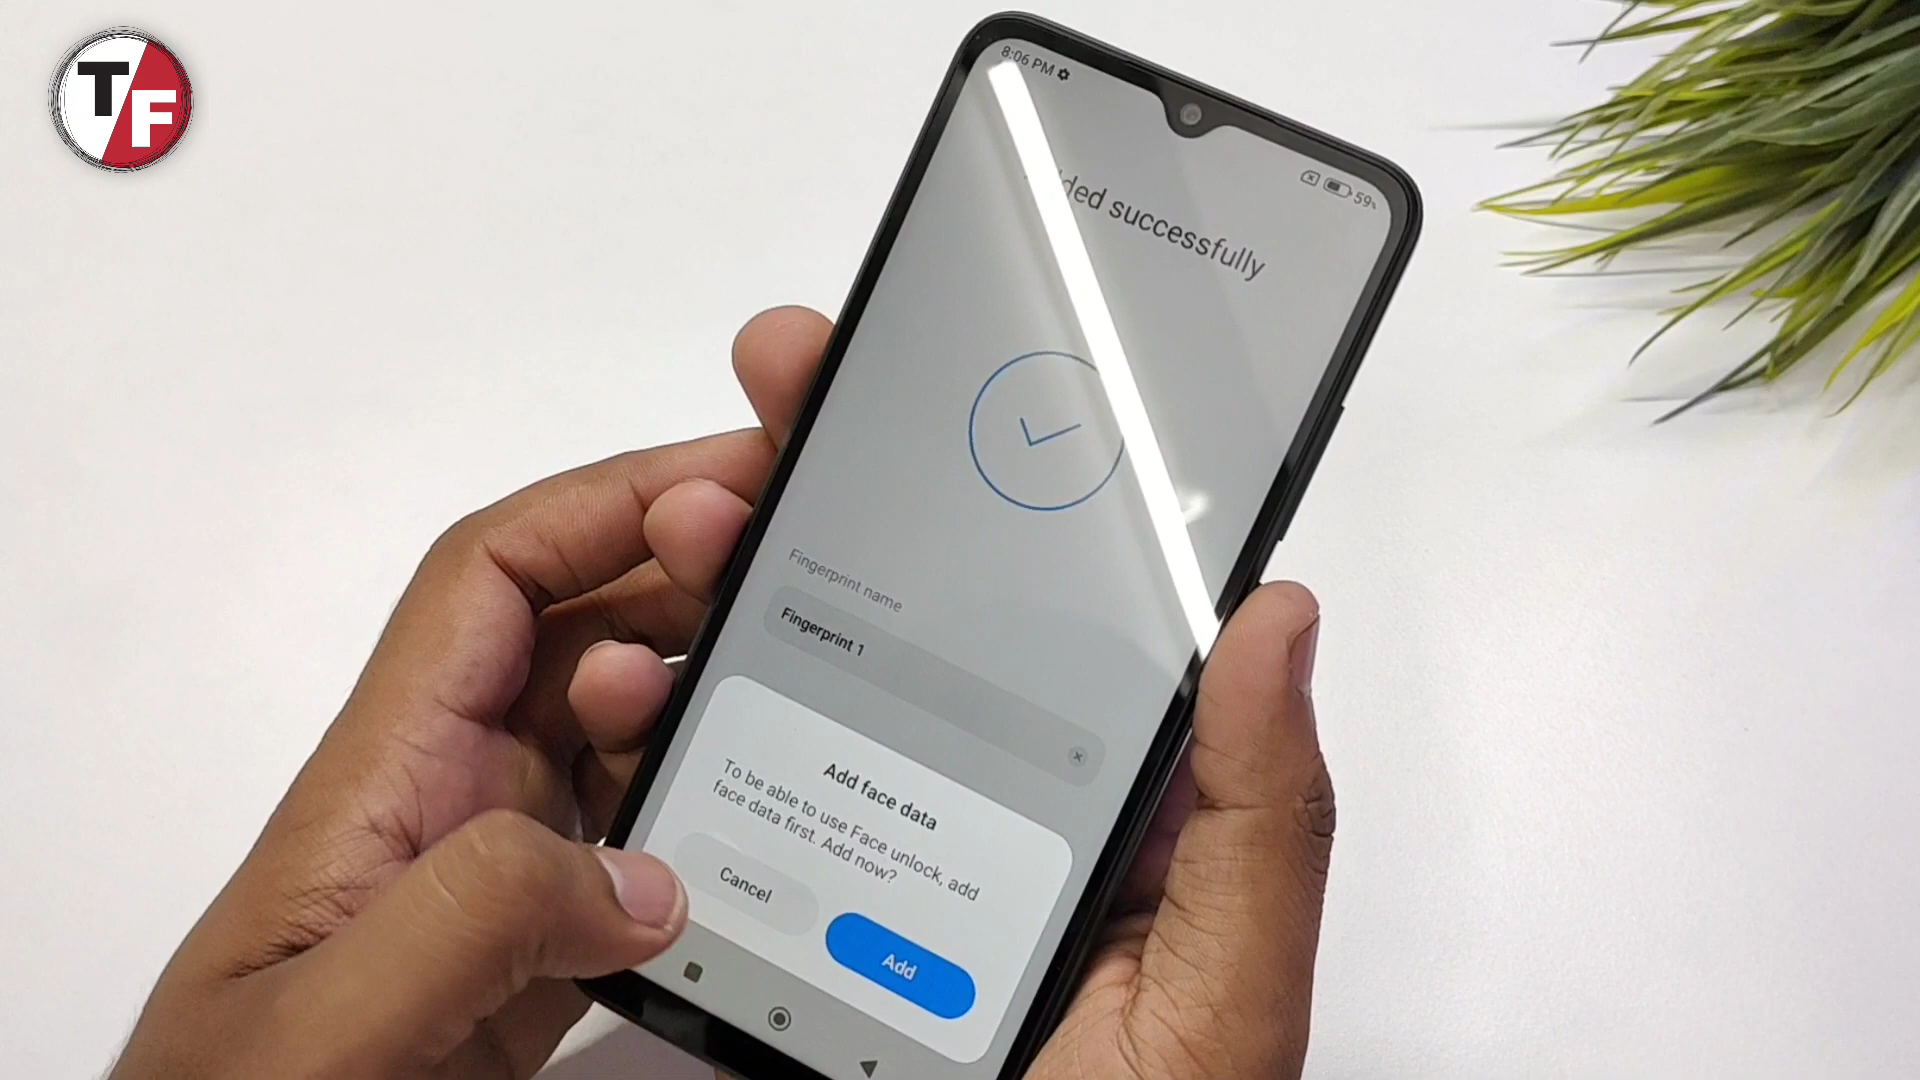 TF
8:06 PM
59%
successfully
Fingerprint name
Fingerprint 1
Add face data
To be able to use Face unlock, add
face data first. Add now?
Cancel
Add